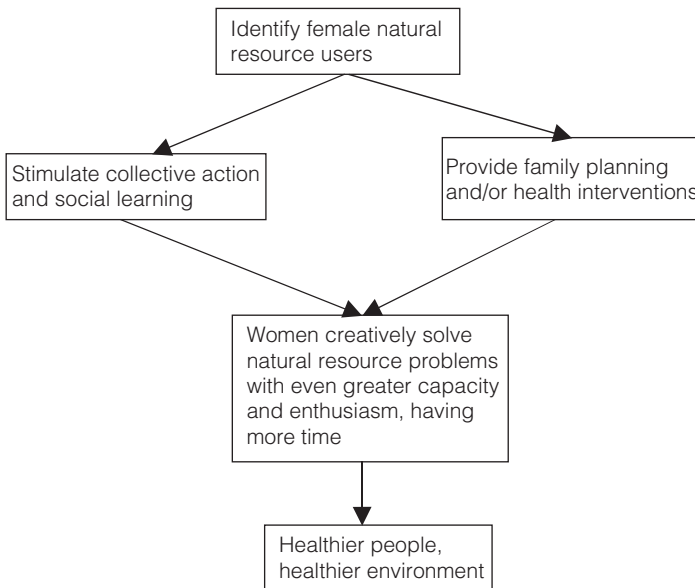 Identify female natural
resource users
Stimulate collective action
and social learning
Provide family planning
and/or health interventions
Women creatively solve
natural resource problems
with even greater capacity
and enthusiasm, having
more time
Healthier people,
healthier environment